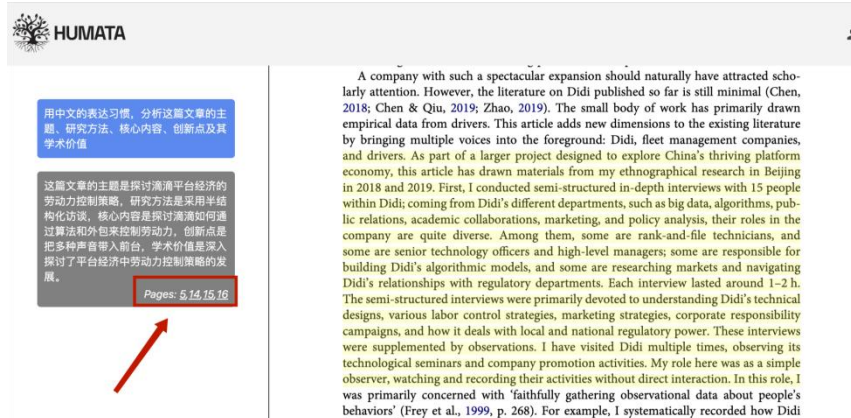 HUMATA
用中文的表达习惯，分析这篇文章的主
题、研究方法、核心内容、创新点及其
学术价值
这篇文章的主题是探讨滴滴平台经济的
劳动力控制策略，研究方法是采用半结
构化访谈，核心内容是探讨滴滴如何通
过算法和外包来控制劳动力，创新点是
把多种声音带入前台，学术价值是深入
探讨了平台经济中劳动力控制策略的发
展。
Pages: 5,14,15,16
A company with such a spectacular expansion should naturally have attracted scho-
larly attention. However, the literature on Didi published so far is still minimal (Chen,
2018; Chen & Qiu, 2019; Zhao, 2019). The small body of work has primarily drawn
empirical data from drivers. This article adds new dimensions to the existing literature
by bringing multiple voices into the foreground: Didi, fleet management companies,
and drivers. As part of a larger project designed to explore China's thriving platform
economy, this article has drawn materials from my ethnographical research in Beijing
in 2018 and 2019. First, I conducted semi-structured in-depth interviews with 15 people
within Didi; coming from Didi's different departments, such as big data, algorithms, pub-
lic relations, academic collaborations, marketing, and policy analysis, their roles in the
company are quite diverse. Among them, some are rank-and-file technicians, and
some are senior technology officers and high-level managers; some are responsible for
building Didi's algorithmic models, and some are researching markets and navigating
Didi's relationships with regulatory departments. Each interview lasted around 1–2 h.
The semi-structured interviews were primarily devoted to understanding Didi's technical
designs, various labor control strategies, marketing strategies, corporate responsibility
campaigns, and how it deals with local and national regulatory power. These interviews
were supplemented by observations. I have visited Didi multiple times, observing its
technological seminars and company promotion activities. My role here was as a simple
observer, watching and recording their activities without direct interaction. In this role, I
was primarily concerned with 'faithfully gathering observational data about people's
behaviors' (Frey et al., 1999, p. 268). For example, I systematically recorded how Didi